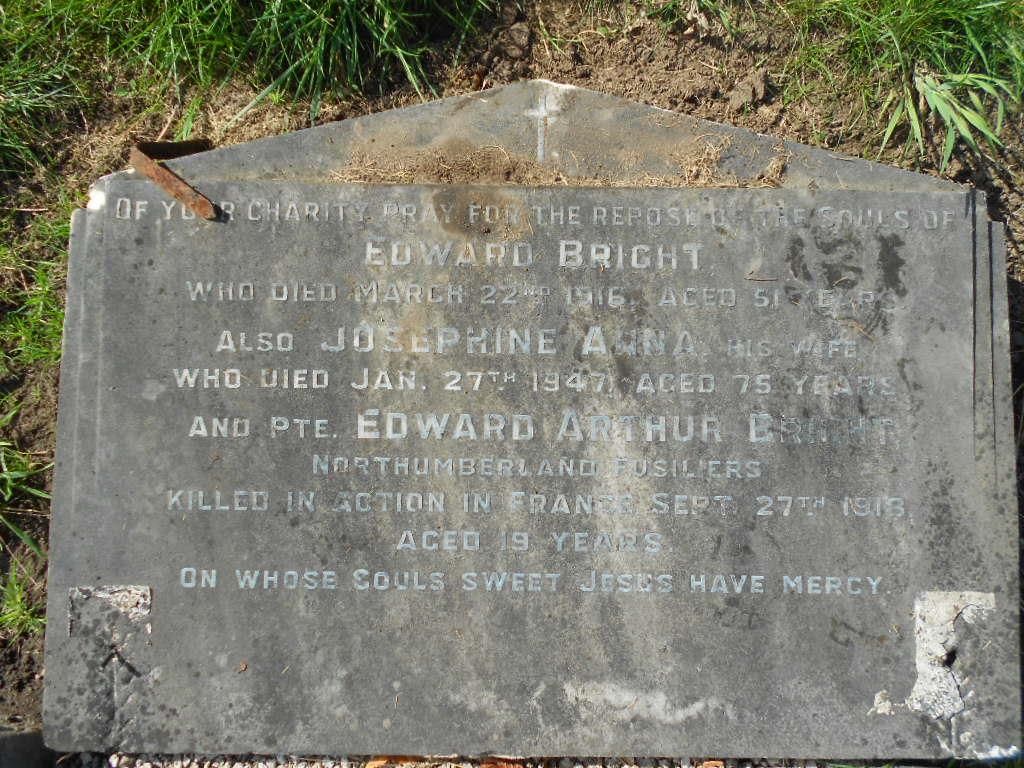 OF YOUR CHARITY PRAY FOR THE REPOSE OF THE SOULS OF
EDWARD BRIGHT
WHO DIED MARCH 22ND 1916, AGED 51 YEARS
ALSO JOSEPHINE ANNA, HIS WIFE
WHO DIED JAN. 27TH 1947, AGED 75 YEARS
AND PTE. EDWARD ARTHUR BRIGHT,
NORTHUMBERLAND FUSILIERS
KILLED IN ACTION IN FRANCE SEPT. 27TH 1918,
AGED 19 YEARS.
ON WHOSE SOULS SWEET JESUS HAVE MERCY.